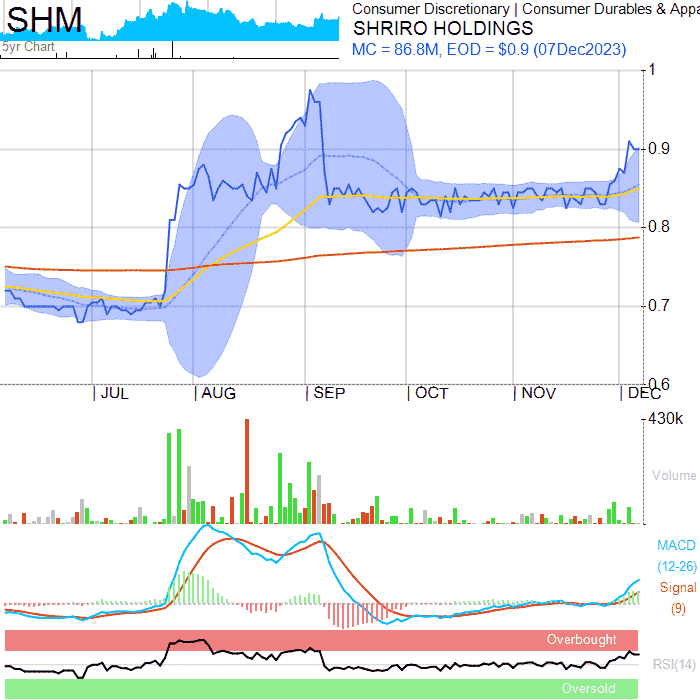 SHM
5yr Chart
Consumer Discretionary | Consumer Durables & Appa
SHRIRO HOLDINGS
MC = 86.8M, EOD = $0.9 (07Dec2023)
1
0.9
0.8
0.7
0.6
JUL AUG SEP OCT NOV DEC
430k
Volume
MACD
(12-26)
Signal
(9)
Overbought
RSI(14)
Oversold